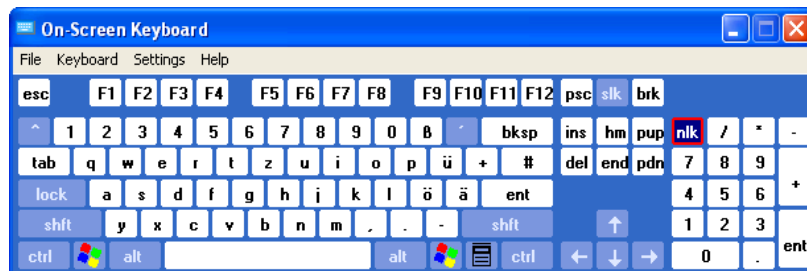 On-Screen Keyboard
File Keyboard Settings Help
esc F1 F2 F3 F4 F5 F6 F7 F8 F9 F10 F11 F12 psc slk brk
^ 1 2 3 4 5 6 7 8 9 0 ß ´ bksp ins hm pup nlk / * -
tab q w e r t z u i o p ü + # del end pdn 7 8 9 +
lock a s d f g h j k l ö ä ent 4 5 6
shft y x c v b n m , . - shft ↑ 1 2 3
ctrl alt alt ctrl ← ↓ → 0 . ent